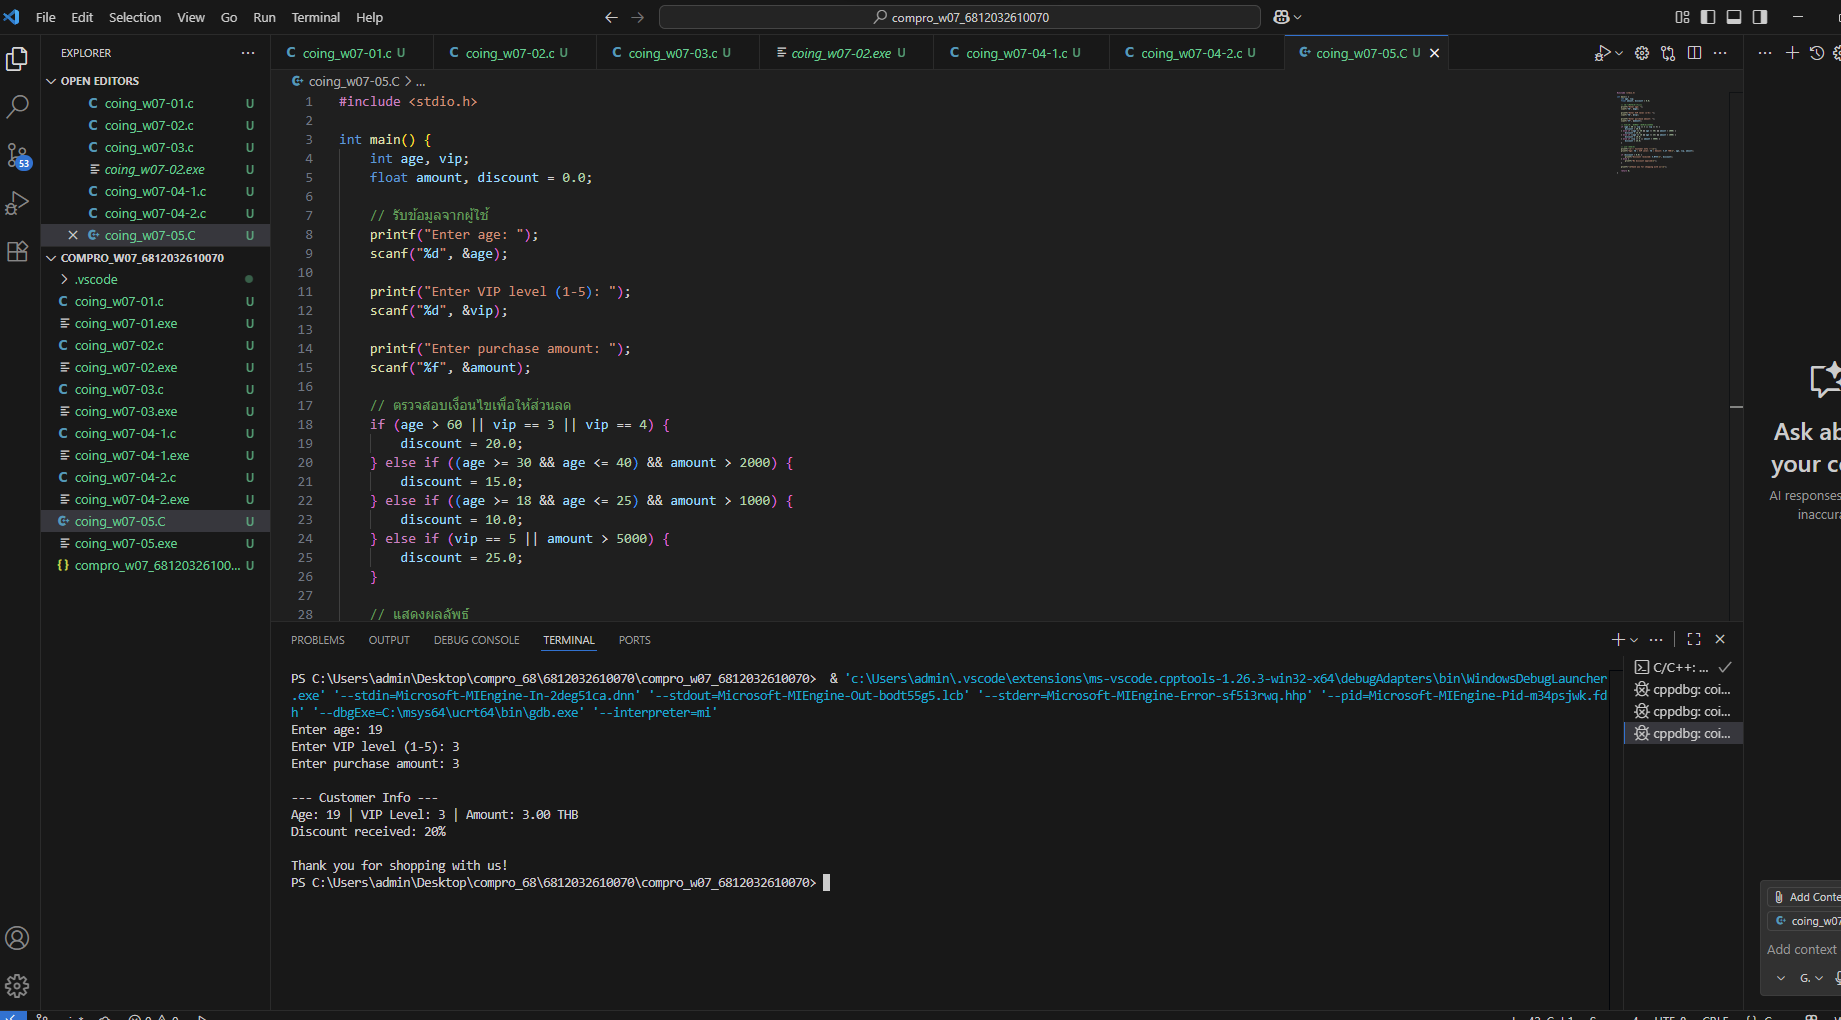 File Edit Selection View Go Run Terminal Help
compro_w07_6812032610070
EXPLORER
OPEN EDITORS
coing_w07-01.c U
coing_w07-02.c U
coing_w07-03.c U
coing_w07-02.exe U
coing_w07-04-1.c U
coing_w07-04-2.c U
coing_w07-05.C U
COMPRO_W07_6812032610070
.vscode
coing_w07-01.c U
coing_w07-01.exe U
coing_w07-02.c U
coing_w07-02.exe U
coing_w07-03.c U
coing_w07-03.exe U
coing_w07-04-1.c U
coing_w07-04-1.exe U
coing_w07-04-2.c U
coing_w07-04-2.exe U
coing_w07-05.C U
coing_w07-05.exe U
{} compro_w07_68120326100... U
53
C coing_w07-01.c U C coing_w07-02.c U C coing_w07-03.c U coing_w07-02.exe U C coing_w07-04-1.c U C coing_w07-04-2.c U coing_w07-05.C U
coing_w07-05.C > ...
1 #include <stdio.h>
2
3 int main() {
4 int age, vip;
5 float amount, discount = 0.0;
6
7 // รับข้อมูลจากผู้ใช้
8 printf("Enter age: ");
9 scanf("%d", &age);
10
11 printf("Enter VIP level (1-5): ");
12 scanf("%d", &vip);
13
14 printf("Enter purchase amount: ");
15 scanf("%f", &amount);
16
17 // ตรวจสอบเงื่อนไขเพื่อให้ส่วนลด
18 if (age > 60 || vip == 3 || vip == 4) {
19 discount = 20.0;
20 } else if ((age >= 30 && age <= 40) && amount > 2000) {
21 discount = 15.0;
22 } else if ((age >= 18 && age <= 25) && amount > 1000) {
23 discount = 10.0;
24 } else if (vip == 5 || amount > 5000) {
25 discount = 25.0;
26 }
27
28 // แสดงผลลัพธ์
PROBLEMS OUTPUT DEBUG CONSOLE TERMINAL PORTS
PS C:\Users\admin\Desktop\compro_68\6812032610070\compro_w07_6812032610070> & 'c:\Users\admin\.vscode\extensions\ms-vscode.cpptools-1.26.3-win32-x64\debugAdapters\bin\WindowsDebugLauncher
.exe' '--stdin=Microsoft-MIEngine-In-2deg51ca.dnn' '--stdout=Microsoft-MIEngine-Out-bodt55g5.lcb' '--stderr=Microsoft-MIEngine-Error-sf5i3rwq.hhp' '--pid=Microsoft-MIEngine-Pid-m34psjwk.fd
h' '--dbgExe=C:\msys64\ucrt64\bin\gdb.exe' '--interpreter=mi'
Enter age: 19
Enter VIP level (1-5): 3
Enter purchase amount: 3
--- Customer Info ---
Age: 19 | VIP Level: 3 | Amount: 3.00 THB
Discount received: 20%
Thank you for shopping with us!
PS C:\Users\admin\Desktop\compro_68\6812032610070\compro_w07_6812032610070>
C/C++: ...
cppdbg: coi...
cppdbg: coi...
cppdbg: coi...
Ask ab
your co
AI responses
inaccura
Add Conte
coing_w07
Add context
G.